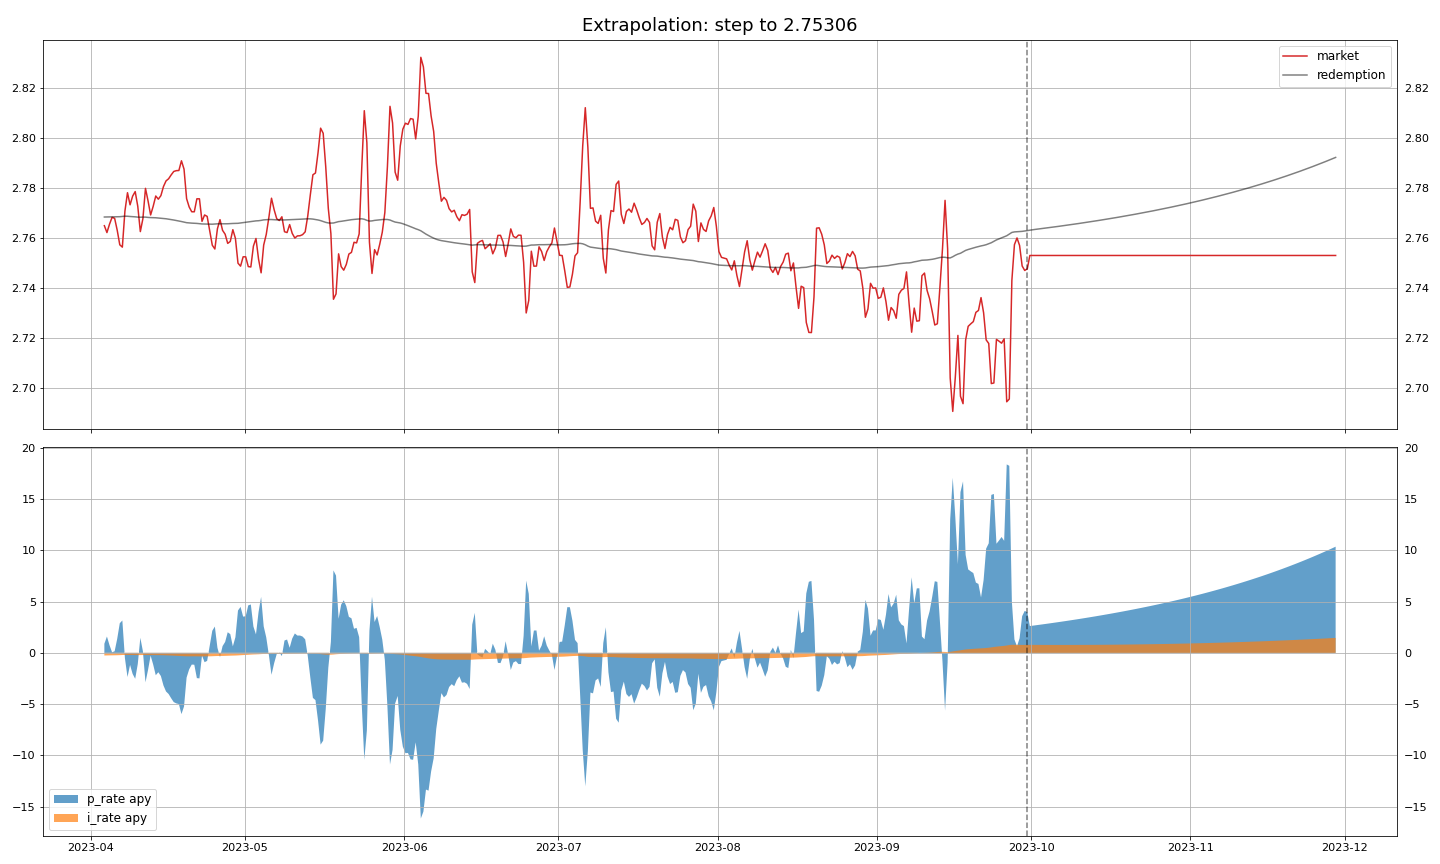 Extrapolation: step to 2.75306
market
redemption
2.82 2.82
2.80 2.80
2.78 2.78
2.76 2.76
2.74 2.74
2.72 2.72
2.70 2.70
20 20
15 15
10 10
5 5
0 0
−5 −5
−10 −10
−15 −15
p_rate apy
i_rate apy
2023-04 2023-05 2023-06 2023-07 2023-08 2023-09 2023-10 2023-11 2023-12